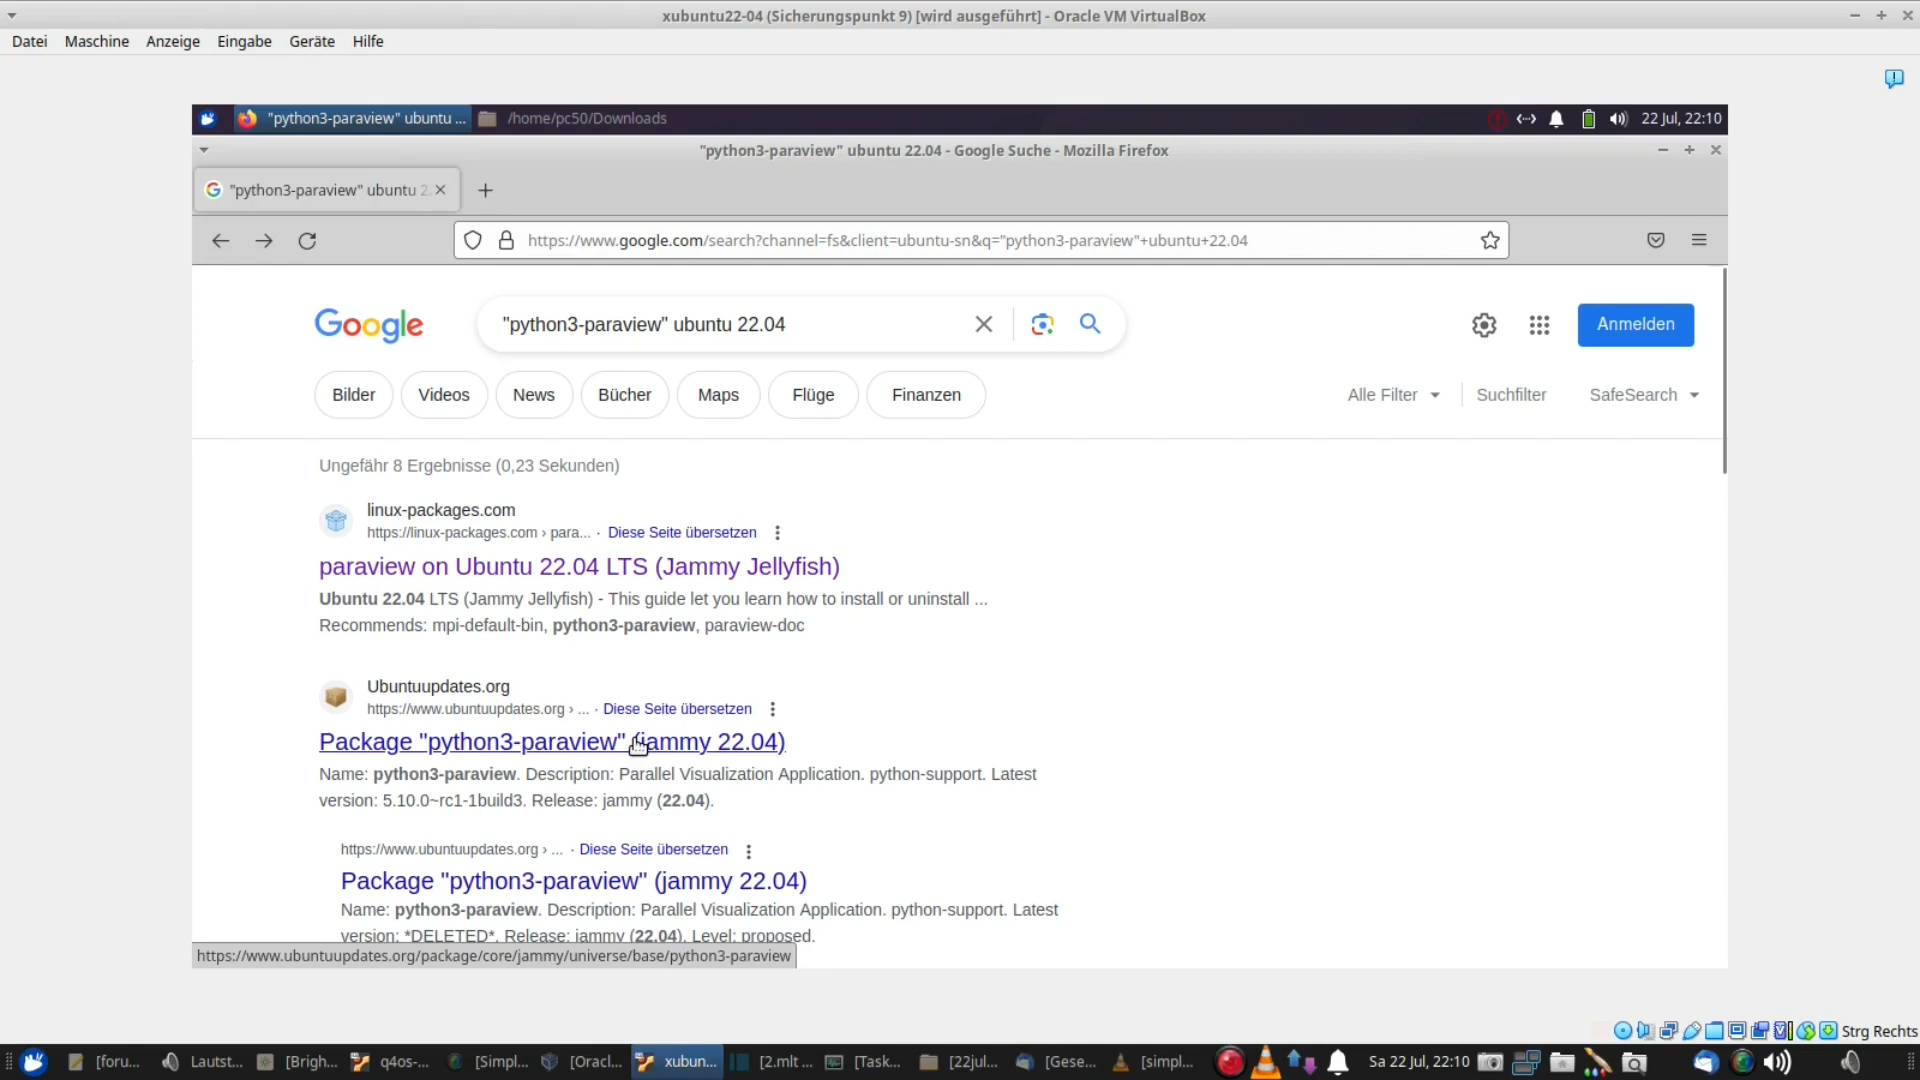 xubuntu22-04 (Sicherungspunkt 9) [wird ausgeführt] - Oracle VM VirtualBox
Datei Maschine Anzeige Eingabe Geräte Hilfe
"python3-paraview" ubuntu ... /home/pc50/Downloads 22 Jul, 22:10
"python3-paraview" ubuntu 22.04 - Google Suche - Mozilla Firefox
"python3-paraview" ubuntu 2
https://www.google.com/search?channel=fs&client=ubuntu-sn&q="python3-paraview"+ubuntu+22.04
Google "python3-paraview" ubuntu 22.04 Anmelden
Bilder Videos News Bücher Maps Flüge Finanzen Alle Filter Suchfilter SafeSearch
Ungefähr 8 Ergebnisse (0,23 Sekunden)
linux-packages.com
https://linux-packages.com › para... · Diese Seite übersetzen
paraview on Ubuntu 22.04 LTS (Jammy Jellyfish)
Ubuntu 22.04 LTS (Jammy Jellyfish) - This guide let you learn how to install or uninstall ...
Recommends: mpi-default-bin, python3-paraview, paraview-doc
Ubuntuupdates.org
https://www.ubuntuupdates.org › ... · Diese Seite übersetzen
Package "python3-paraview" (jammy 22.04)
Name: python3-paraview. Description: Parallel Visualization Application. python-support. Latest
version: 5.10.0~rc1-1build3. Release: jammy (22.04).
https://www.ubuntuupdates.org › ... · Diese Seite übersetzen
Package "python3-paraview" (jammy 22.04)
Name: python3-paraview. Description: Parallel Visualization Application. python-support. Latest
version: *DELETED*. Release: jammy (22.04). Level: proposed.
https://www.ubuntuupdates.org/package/core/jammy/universe/base/python3-paraview
Strg Rechts
[foru... Lautst... [Brigh... q4os-... [Simpl... [Oracl... xubun... [2.mlt ... [Task... [22jul... [Gese... [simpl... Sa 22 Jul, 22:10